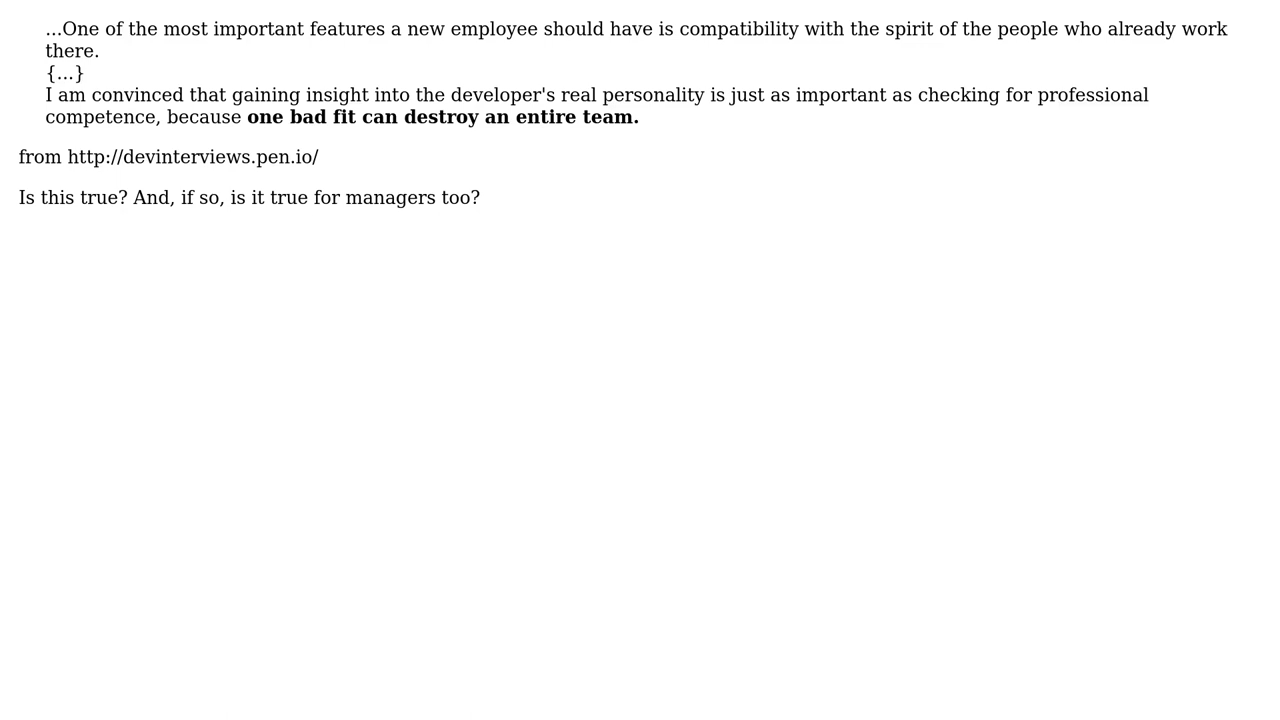 ...One of the most important features a new employee should have is compatibility with the spirit of the people who already work
there.
{...}
I am convinced that gaining insight into the developer's real personality is just as important as checking for professional
competence, because one bad fit can destroy an entire team.
from http://devinterviews.pen.io/
Is this true? And, if so, is it true for managers too?